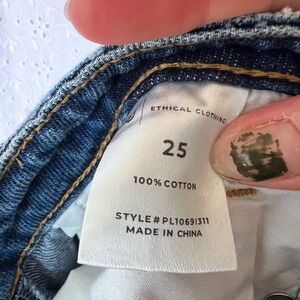 ETHICAL CLOTHING
25
100% COTTON
STYLE#PL10691311
MADE IN CHINA